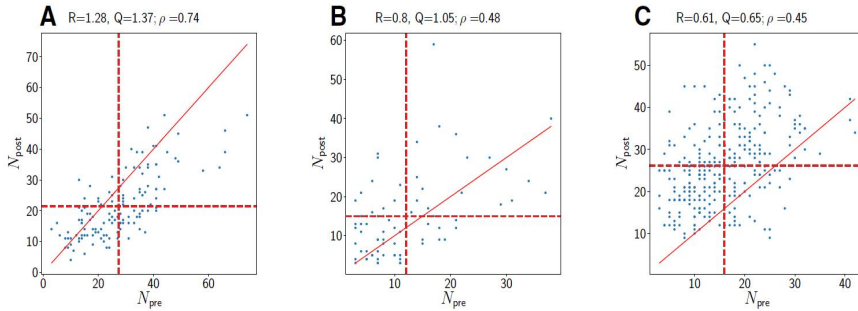 A
R=1.28, Q=1.37; ρ=0.74
N_post
70
60
50
40
30
20
10
0
0 20 40 60
N_pre
B
R=0.8, Q=1.05; ρ=0.48
N_post
60
50
40
30
20
10
10 20 30
N_pre
C
R=0.61, Q=0.65; ρ=0.45
N_post
50
40
30
20
10
10 20 30 40
N_pre